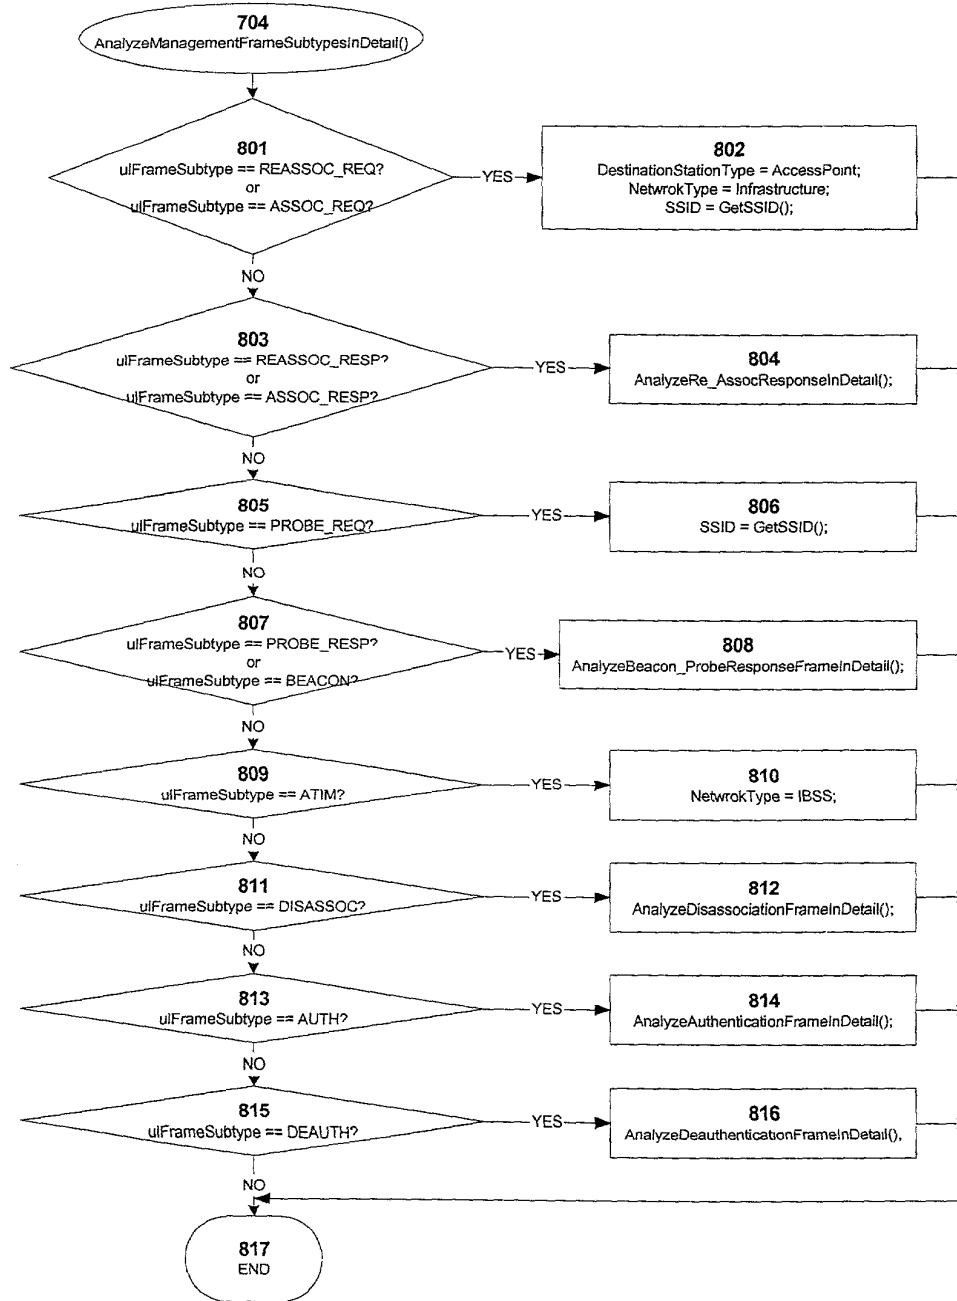 704
AnalyzeManagementFrameSubtypesInDetail()
801
ulFrameSubtype == REASSOC_REQ?
or
ulFrameSubtype == ASSOC_REQ?
YES
802
DestinationStationType = AccessPoint;
NetwrokType = Infrastructure;
SSID = GetSSID();
NO
803
ulFrameSubtype == REASSOC_RESP?
or
ulFrameSubtype == ASSOC_RESP?
YES
804
AnalyzeRe_AssocResponseInDetail();
NO
805
ulFrameSubtype == PROBE_REQ?
YES
806
SSID = GetSSID();
NO
807
ulFrameSubtype == PROBE_RESP?
or
ulFrameSubtype == BEACON?
YES
808
AnalyzeBeacon_ProbeResponseFrameInDetail();
NO
809
ulFrameSubtype == ATIM?
YES
810
NetwrokType = IBSS;
NO
811
ulFrameSubtype == DISASSOC?
YES
812
AnalyzeDisassociationFrameInDetail();
NO
813
ulFrameSubtype == AUTH?
YES
814
AnalyzeAuthenticationFrameInDetail();
NO
815
ulFrameSubtype == DEAUTH?
YES
816
AnalyzeDeauthenticationFrameInDetail(),
NO
817
END